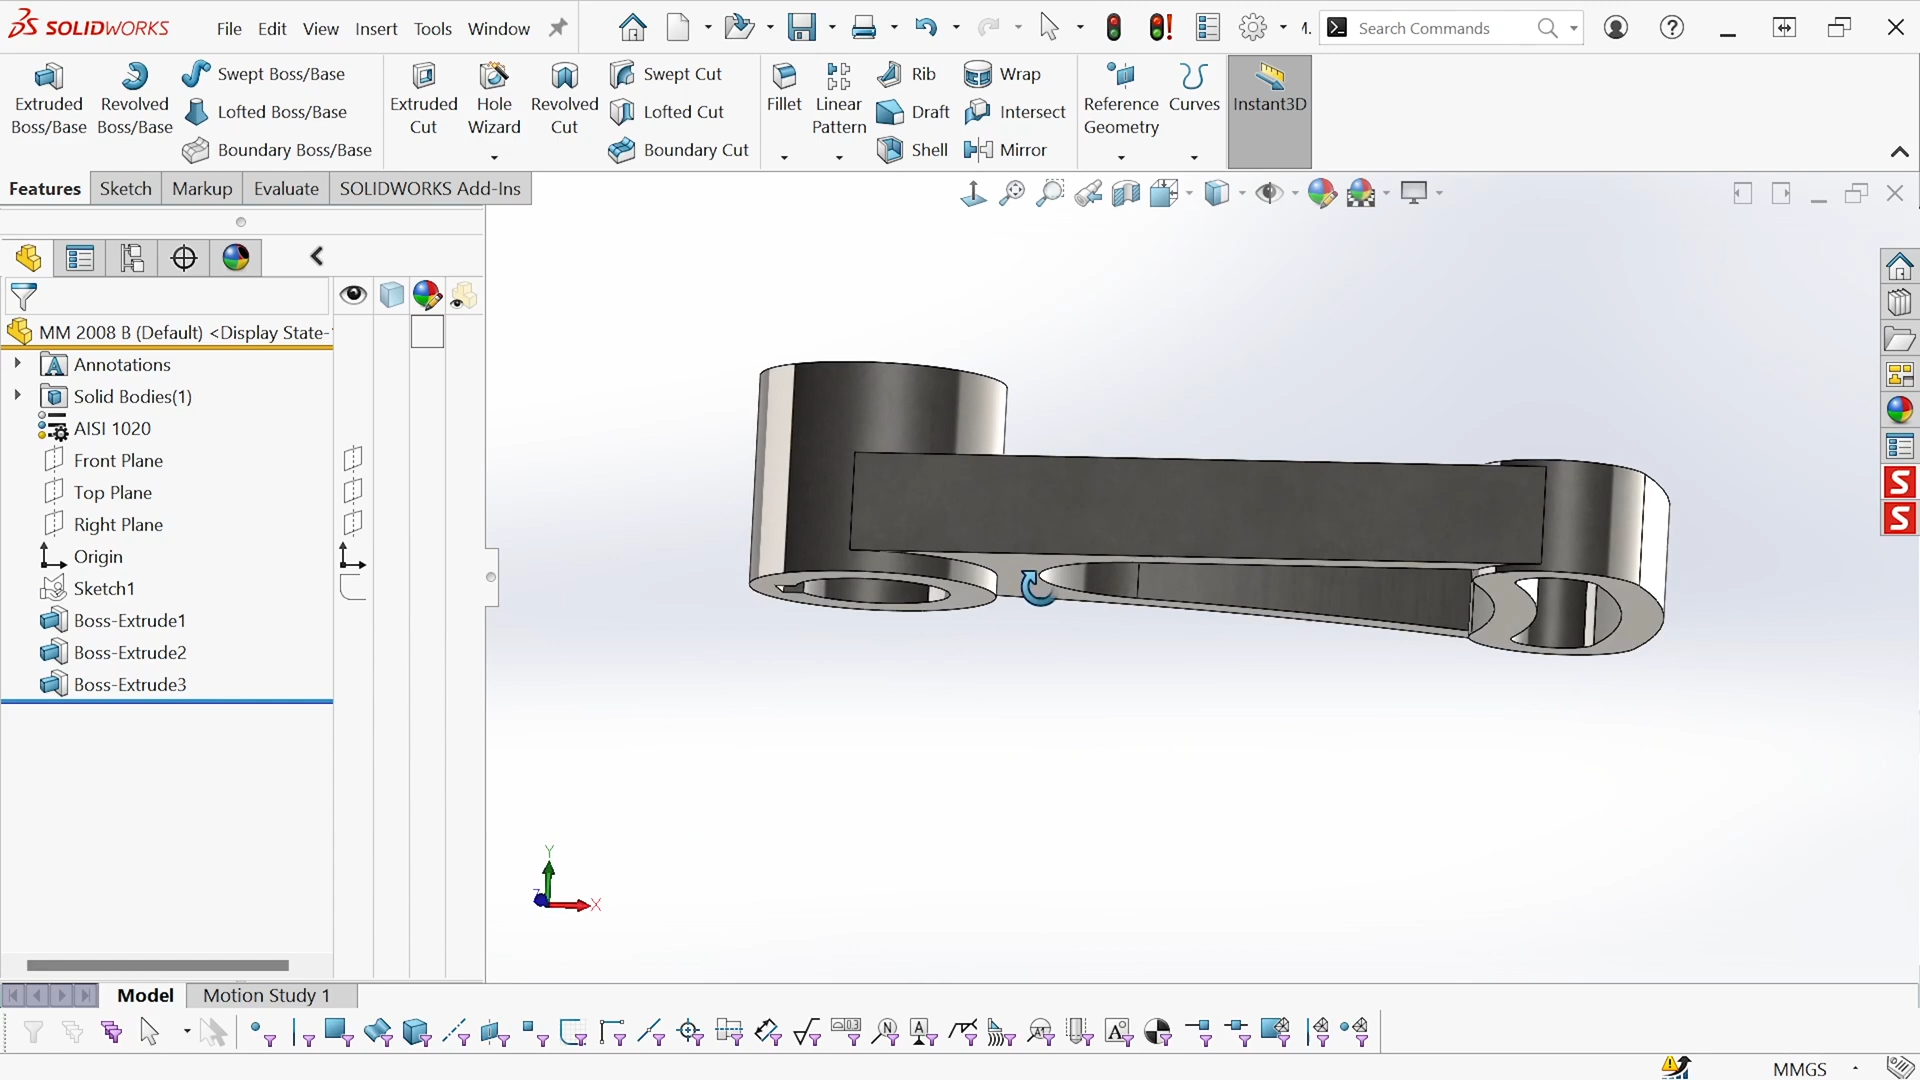 SOLIDWORKS File Edit View Insert Tools Window 4. Search Commands
Extruded Boss/Base
Revolved Boss/Base
Swept Boss/Base
Lofted Boss/Base
Boundary Boss/Base
Extruded Cut
Hole Wizard
Revolved Cut
Swept Cut
Lofted Cut
Boundary Cut
Fillet
Linear Pattern
Rib
Draft
Shell
Wrap
Intersect
Mirror
Reference Geometry
Curves
Instant3D
Features Sketch Markup Evaluate SOLIDWORKS Add-Ins
MM 2008 B (Default) <Display State-
Annotations
Solid Bodies(1)
AISI 1020
Front Plane
Top Plane
Right Plane
Origin
Sketch1
Boss-Extrude1
Boss-Extrude2
Boss-Extrude3
Y
Z
X
Model Motion Study 1
MMGS